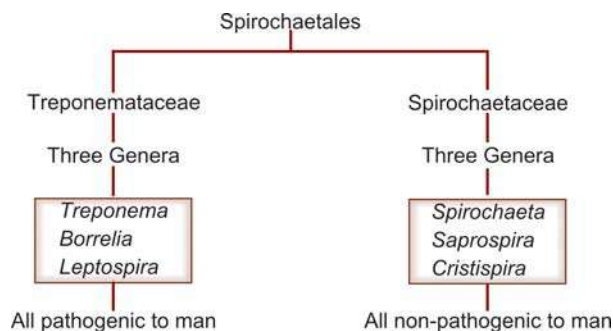 Spirochaetales
Treponemataceae
Three Genera
Treponema
Borrelia
Leptospira
All pathogenic to man
Spirochaetaceae
Three Genera
Spirochaeta
Saprospira
Cristispira
All non-pathogenic to man